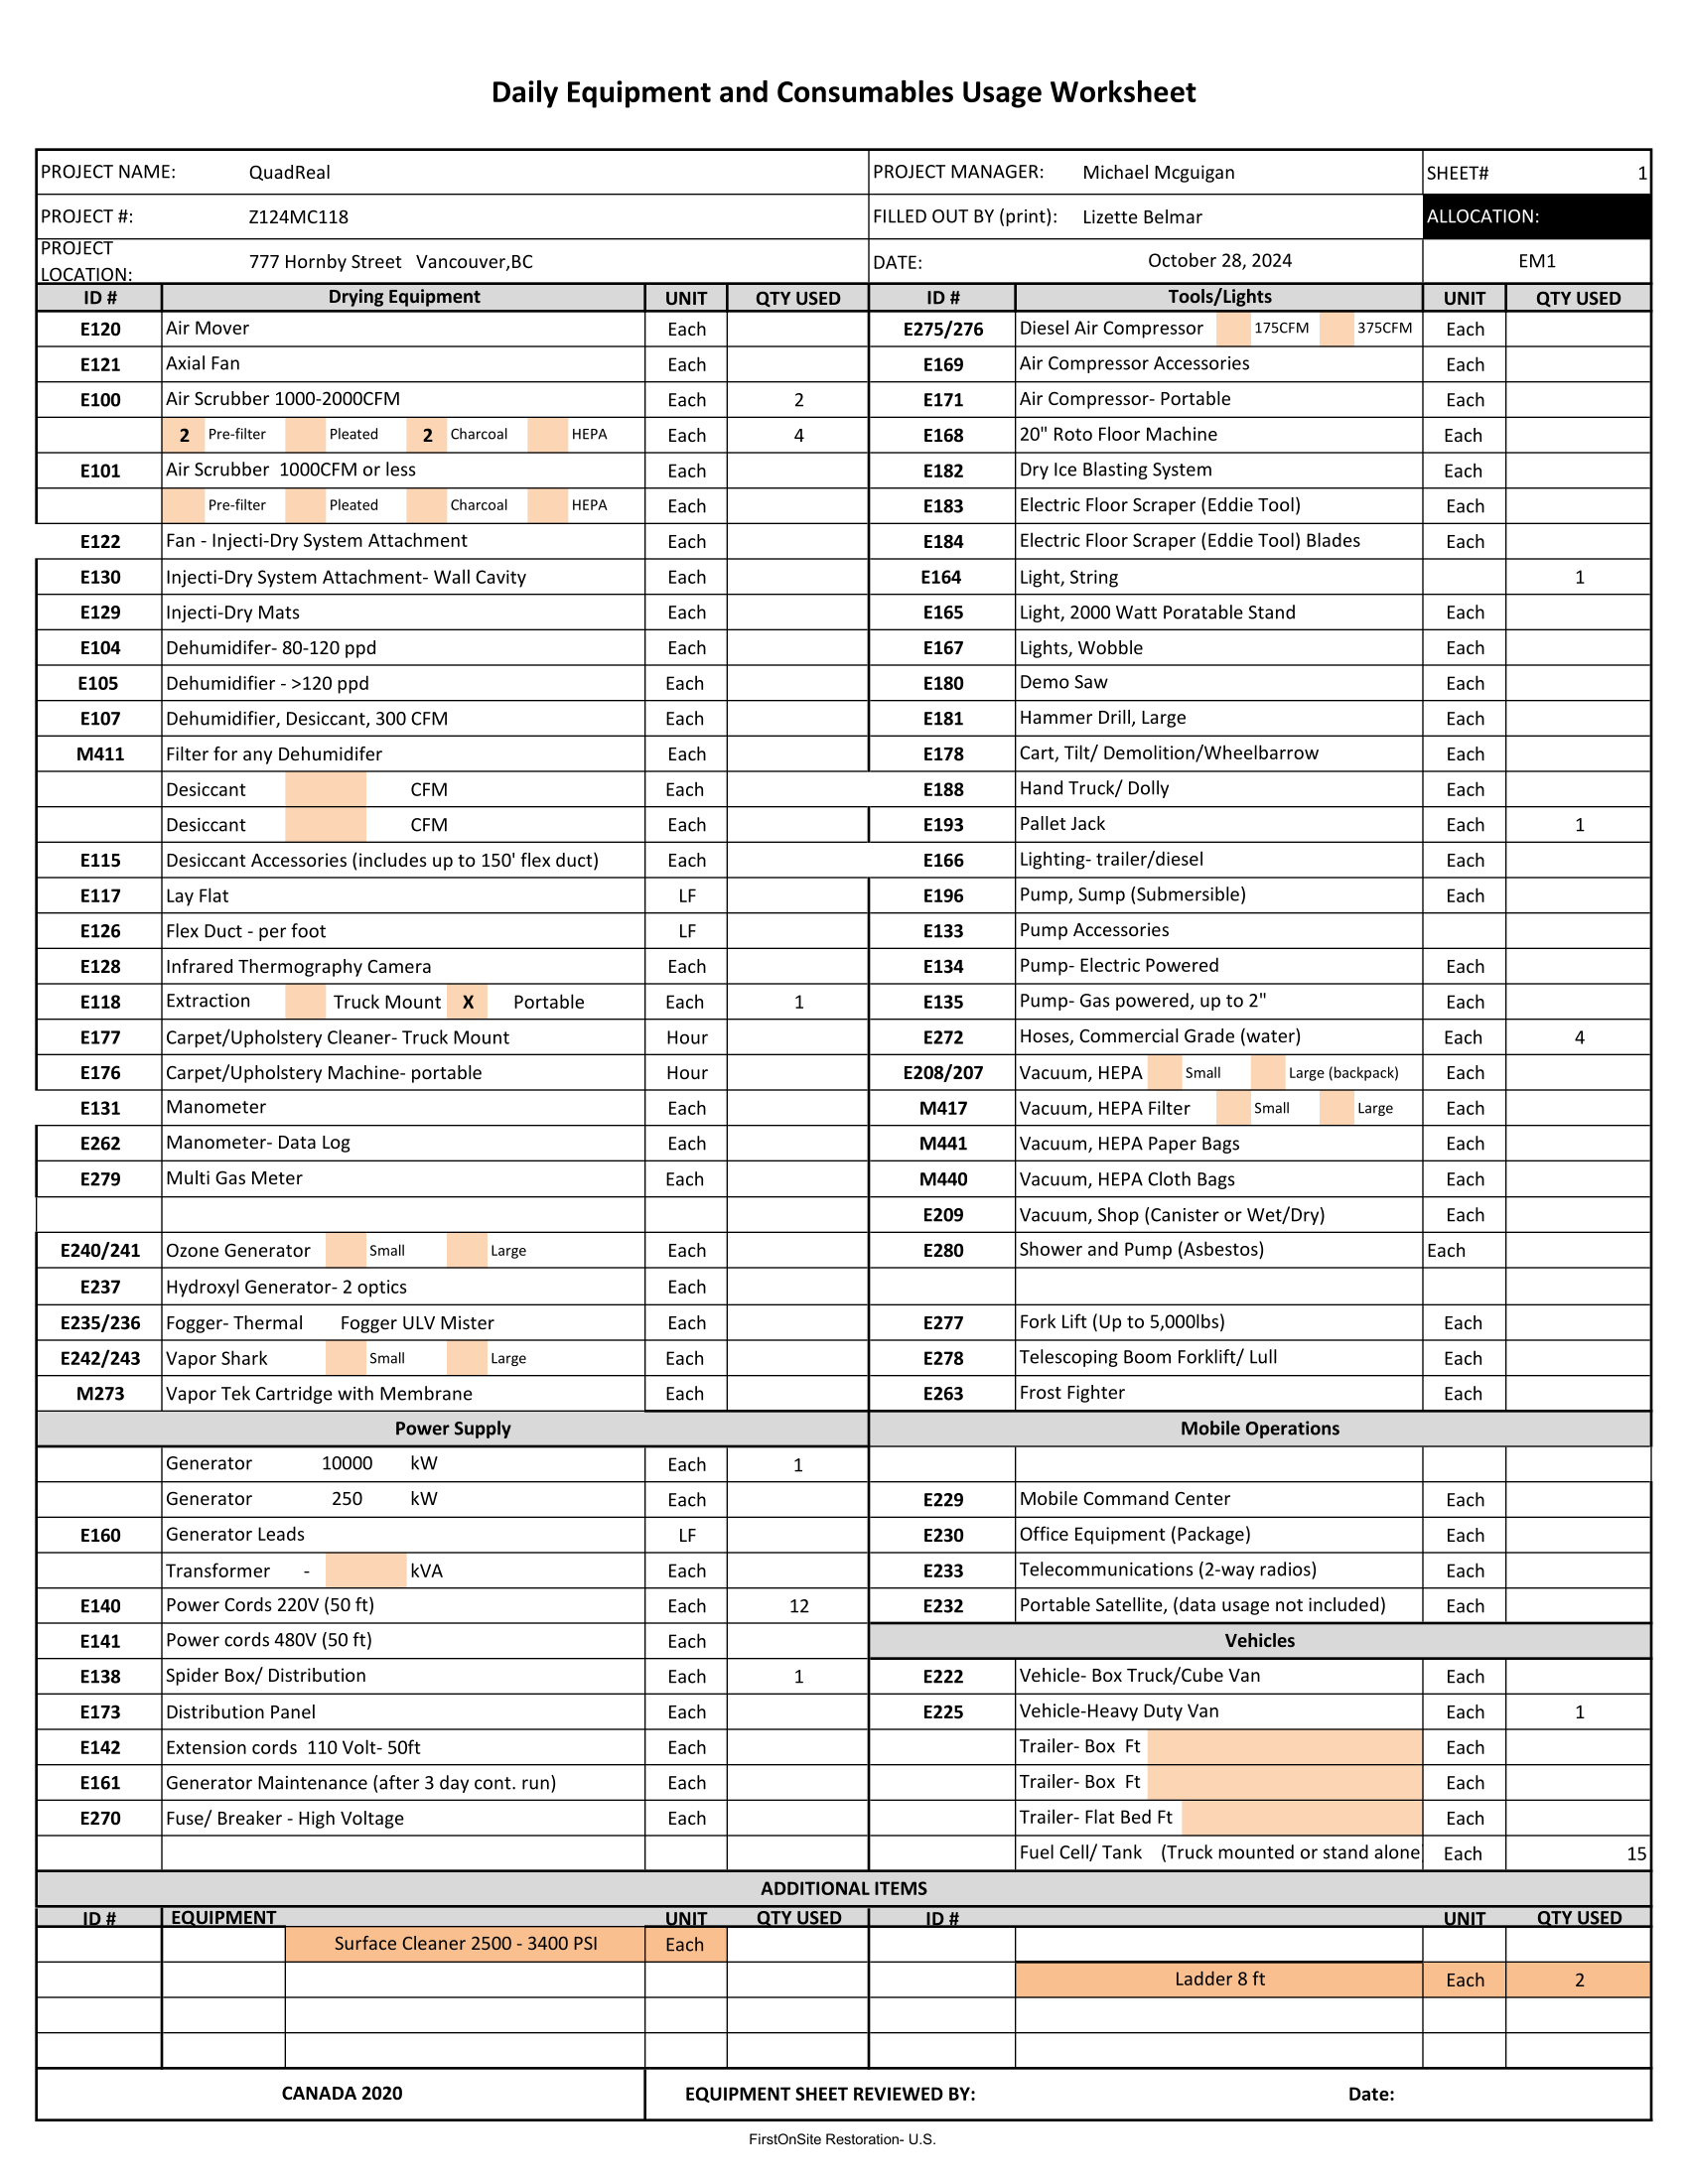 Daily Equipment and Consumables Usage Worksheet
PROJECT NAME: QuadReal PROJECT MANAGER: Michael Mcguigan SHEET# 1
PROJECT #: Z124MC118 FILLED OUT BY (print): Lizette Belmar ALLOCATION:
PROJECT LOCATION: 777 Hornby Street Vancouver,BC DATE: October 28, 2024 EM1
ID # Drying Equipment UNIT QTY USED ID # Tools/Lights UNIT QTY USED
E120 Air Mover Each E275/276 Diesel Air Compressor 175CFM 375CFM Each
E121 Axial Fan Each E169 Air Compressor Accessories Each
E100 Air Scrubber 1000-2000CFM Each 2 E171 Air Compressor- Portable Each
2 Pre-filter Pleated 2 Charcoal HEPA Each 4 E168 20" Roto Floor Machine Each
E101 Air Scrubber 1000CFM or less Each E182 Dry Ice Blasting System Each
Pre-filter Pleated Charcoal HEPA Each E183 Electric Floor Scraper (Eddie Tool) Each
E122 Fan - Injecti-Dry System Attachment Each E184 Electric Floor Scraper (Eddie Tool) Blades Each
E130 Injecti-Dry System Attachment- Wall Cavity Each E164 Light, String 1
E129 Injecti-Dry Mats Each E165 Light, 2000 Watt Poratable Stand Each
E104 Dehumidifer- 80-120 ppd Each E167 Lights, Wobble Each
E105 Dehumidifier - >120 ppd Each E180 Demo Saw Each
E107 Dehumidifier, Desiccant, 300 CFM Each E181 Hammer Drill, Large Each
M411 Filter for any Dehumidifer Each E178 Cart, Tilt/ Demolition/Wheelbarrow Each
Desiccant CFM Each E188 Hand Truck/ Dolly Each
Desiccant CFM Each E193 Pallet Jack Each 1
E115 Desiccant Accessories (includes up to 150' flex duct) Each E166 Lighting- trailer/diesel Each
E117 Lay Flat LF E196 Pump, Sump (Submersible) Each
E126 Flex Duct - per foot LF E133 Pump Accessories
E128 Infrared Thermography Camera Each E134 Pump- Electric Powered Each
E118 Extraction Truck Mount X Portable Each 1 E135 Pump- Gas powered, up to 2" Each
E177 Carpet/Upholstery Cleaner- Truck Mount Hour E272 Hoses, Commercial Grade (water) Each 4
E176 Carpet/Upholstery Machine- portable Hour E208/207 Vacuum, HEPA Small Large (backpack) Each
E131 Manometer Each M417 Vacuum, HEPA Filter Small Large Each
E262 Manometer- Data Log Each M441 Vacuum, HEPA Paper Bags Each
E279 Multi Gas Meter Each M440 Vacuum, HEPA Cloth Bags Each
E209 Vacuum, Shop (Canister or Wet/Dry) Each
E240/241 Ozone Generator Small Large Each E280 Shower and Pump (Asbestos) Each
E237 Hydroxyl Generator- 2 optics Each
E235/236 Fogger- Thermal Fogger ULV Mister Each E277 Fork Lift (Up to 5,000lbs) Each
E242/243 Vapor Shark Small Large Each E278 Telescoping Boom Forklift/ Lull Each
M273 Vapor Tek Cartridge with Membrane Each E263 Frost Fighter Each
Power Supply Mobile Operations
Generator 10000 kW Each 1
Generator 250 kW Each E229 Mobile Command Center Each
E160 Generator Leads LF E230 Office Equipment (Package) Each
Transformer - kVA Each E233 Telecommunications (2-way radios) Each
E140 Power Cords 220V (50 ft) Each 12 E232 Portable Satellite, (data usage not included) Each
E141 Power cords 480V (50 ft) Each Vehicles
E138 Spider Box/ Distribution Each 1 E222 Vehicle- Box Truck/Cube Van Each
E173 Distribution Panel Each E225 Vehicle-Heavy Duty Van Each 1
E142 Extension cords 110 Volt- 50ft Each Trailer- Box Ft Each
E161 Generator Maintenance (after 3 day cont. run) Each Trailer- Box Ft Each
E270 Fuse/ Breaker - High Voltage Each Trailer- Flat Bed Ft Each
Fuel Cell/ Tank (Truck mounted or stand alone Each 15
ADDITIONAL ITEMS
ID # EQUIPMENT UNIT QTY USED ID # UNIT QTY USED
Surface Cleaner 2500 - 3400 PSI Each
Ladder 8 ft Each 2
CANADA 2020 EQUIPMENT SHEET REVIEWED BY: Date:
FirstOnSite Restoration- U.S.